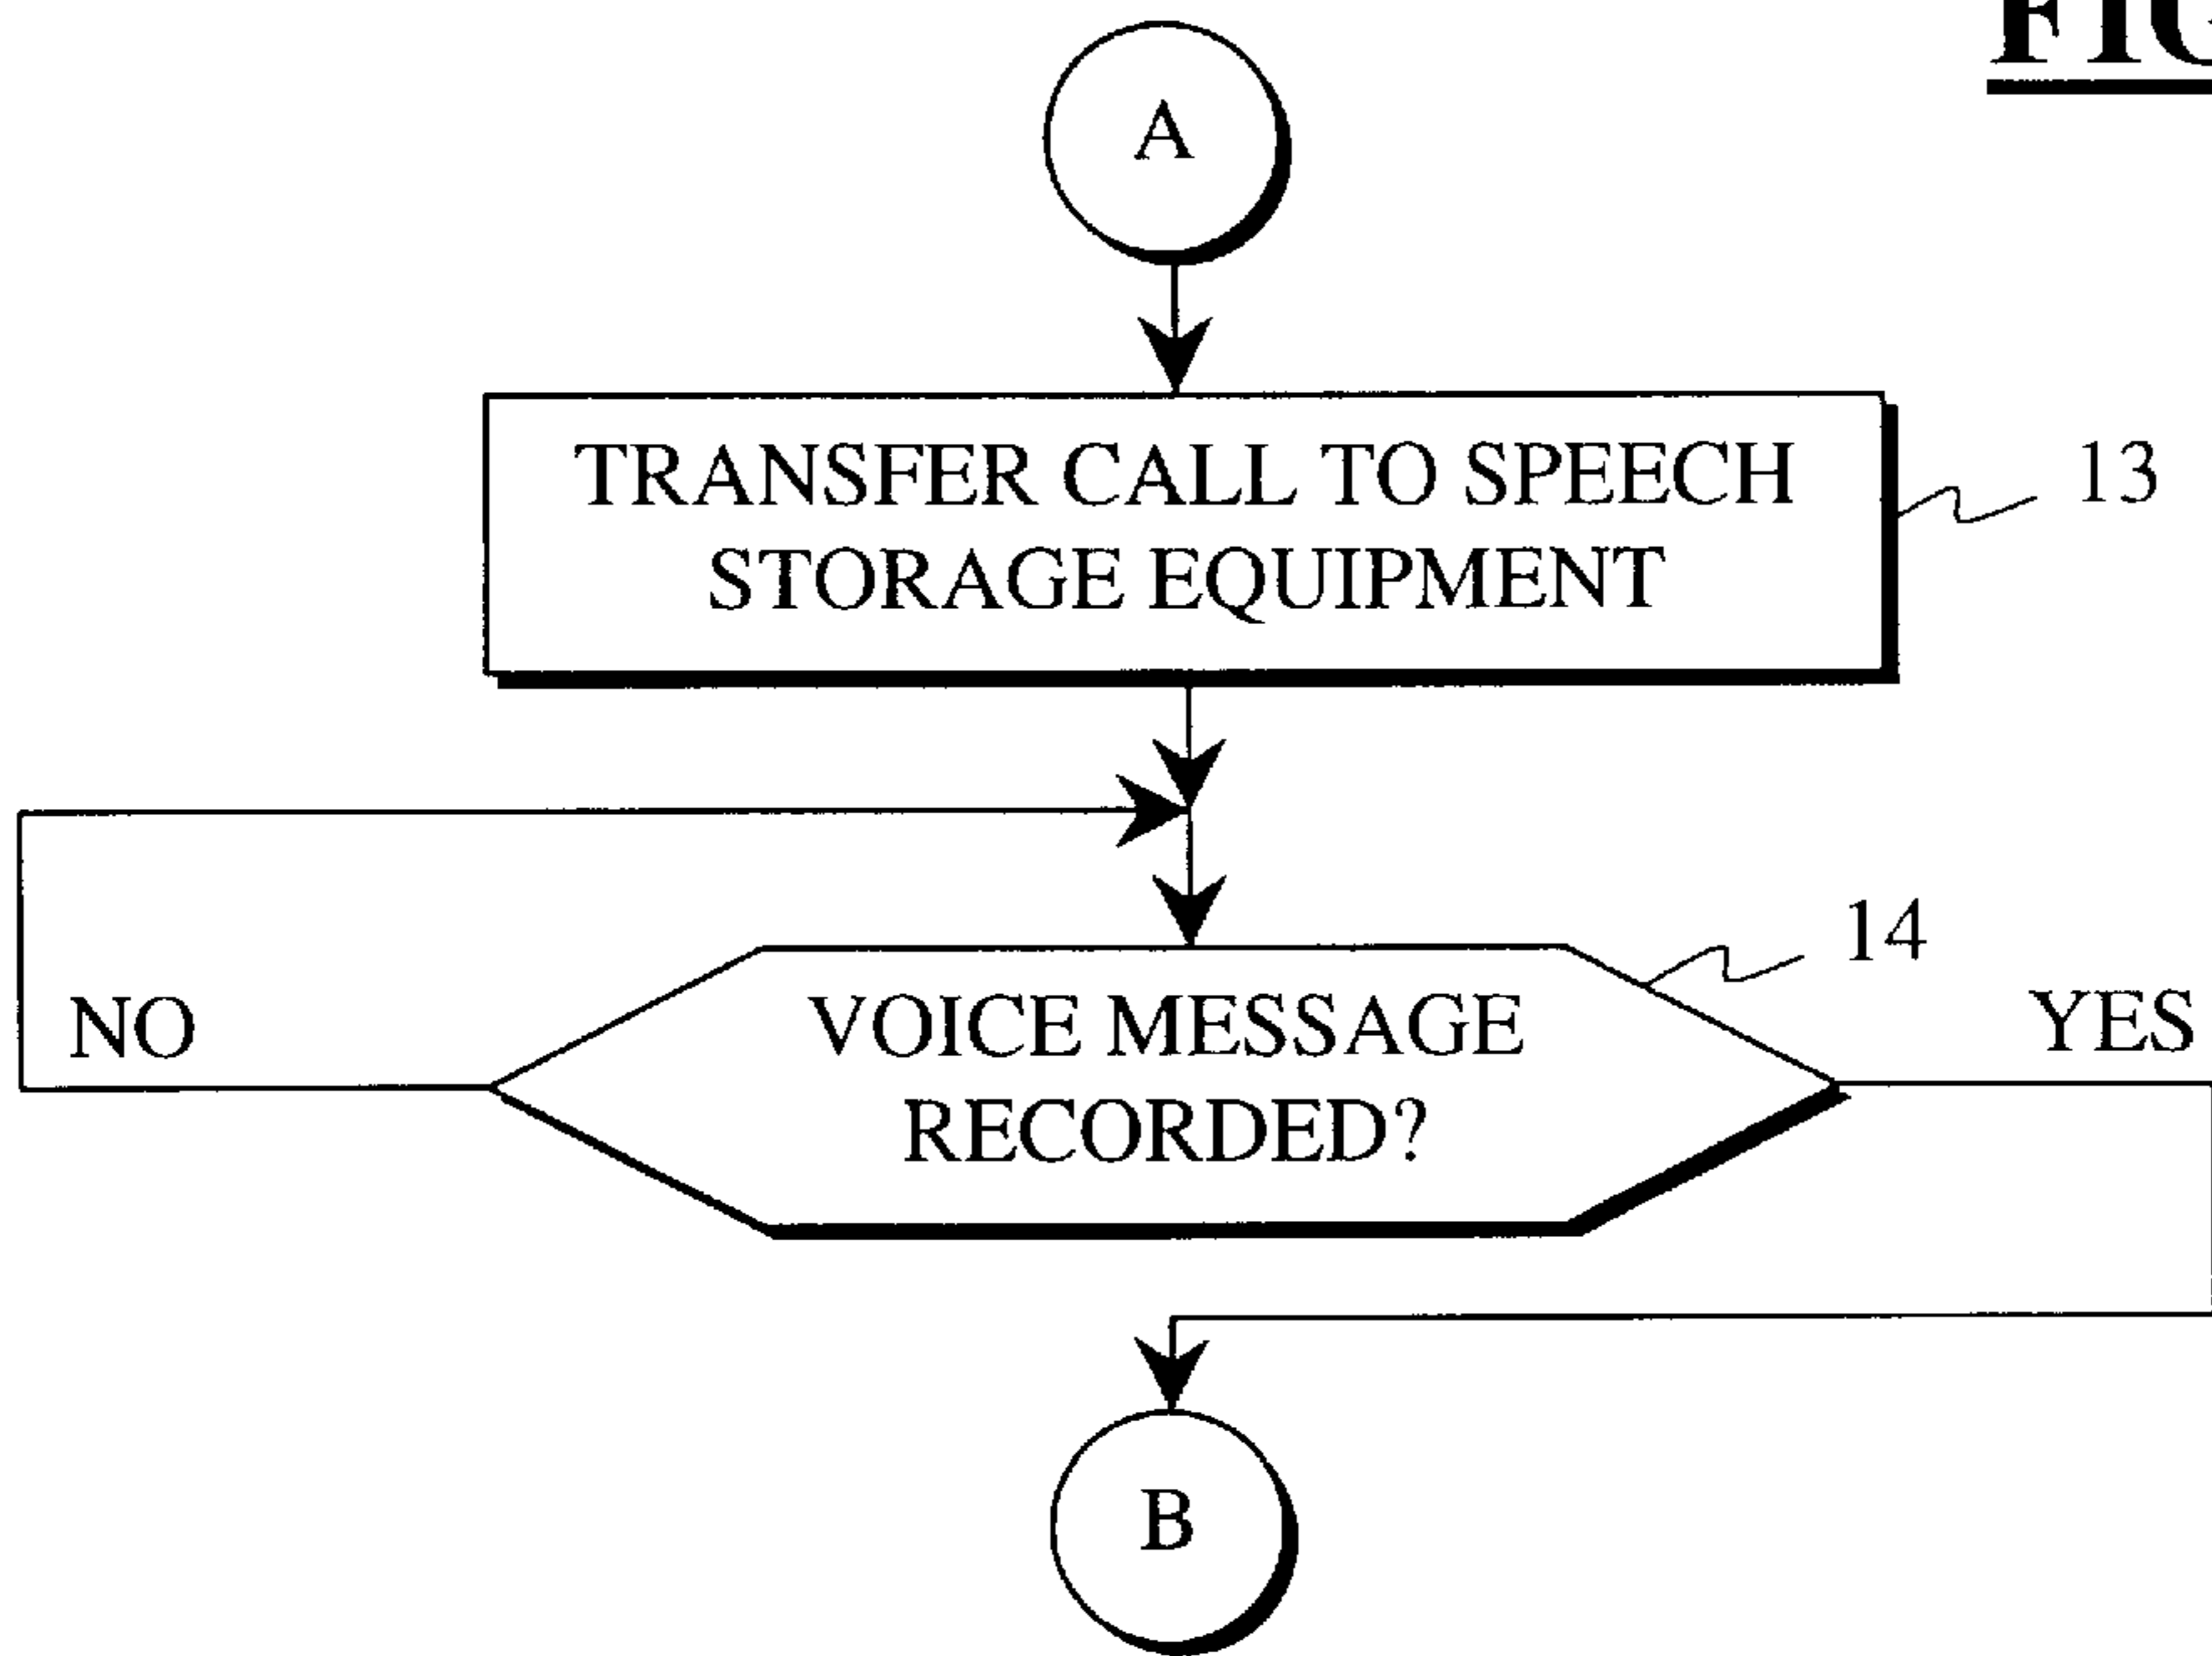 A
TRANSFER CALL TO SPEECH
STORAGE EQUIPMENT
13
14
NO
YES
VOICE MESSAGE
RECORDED?
B